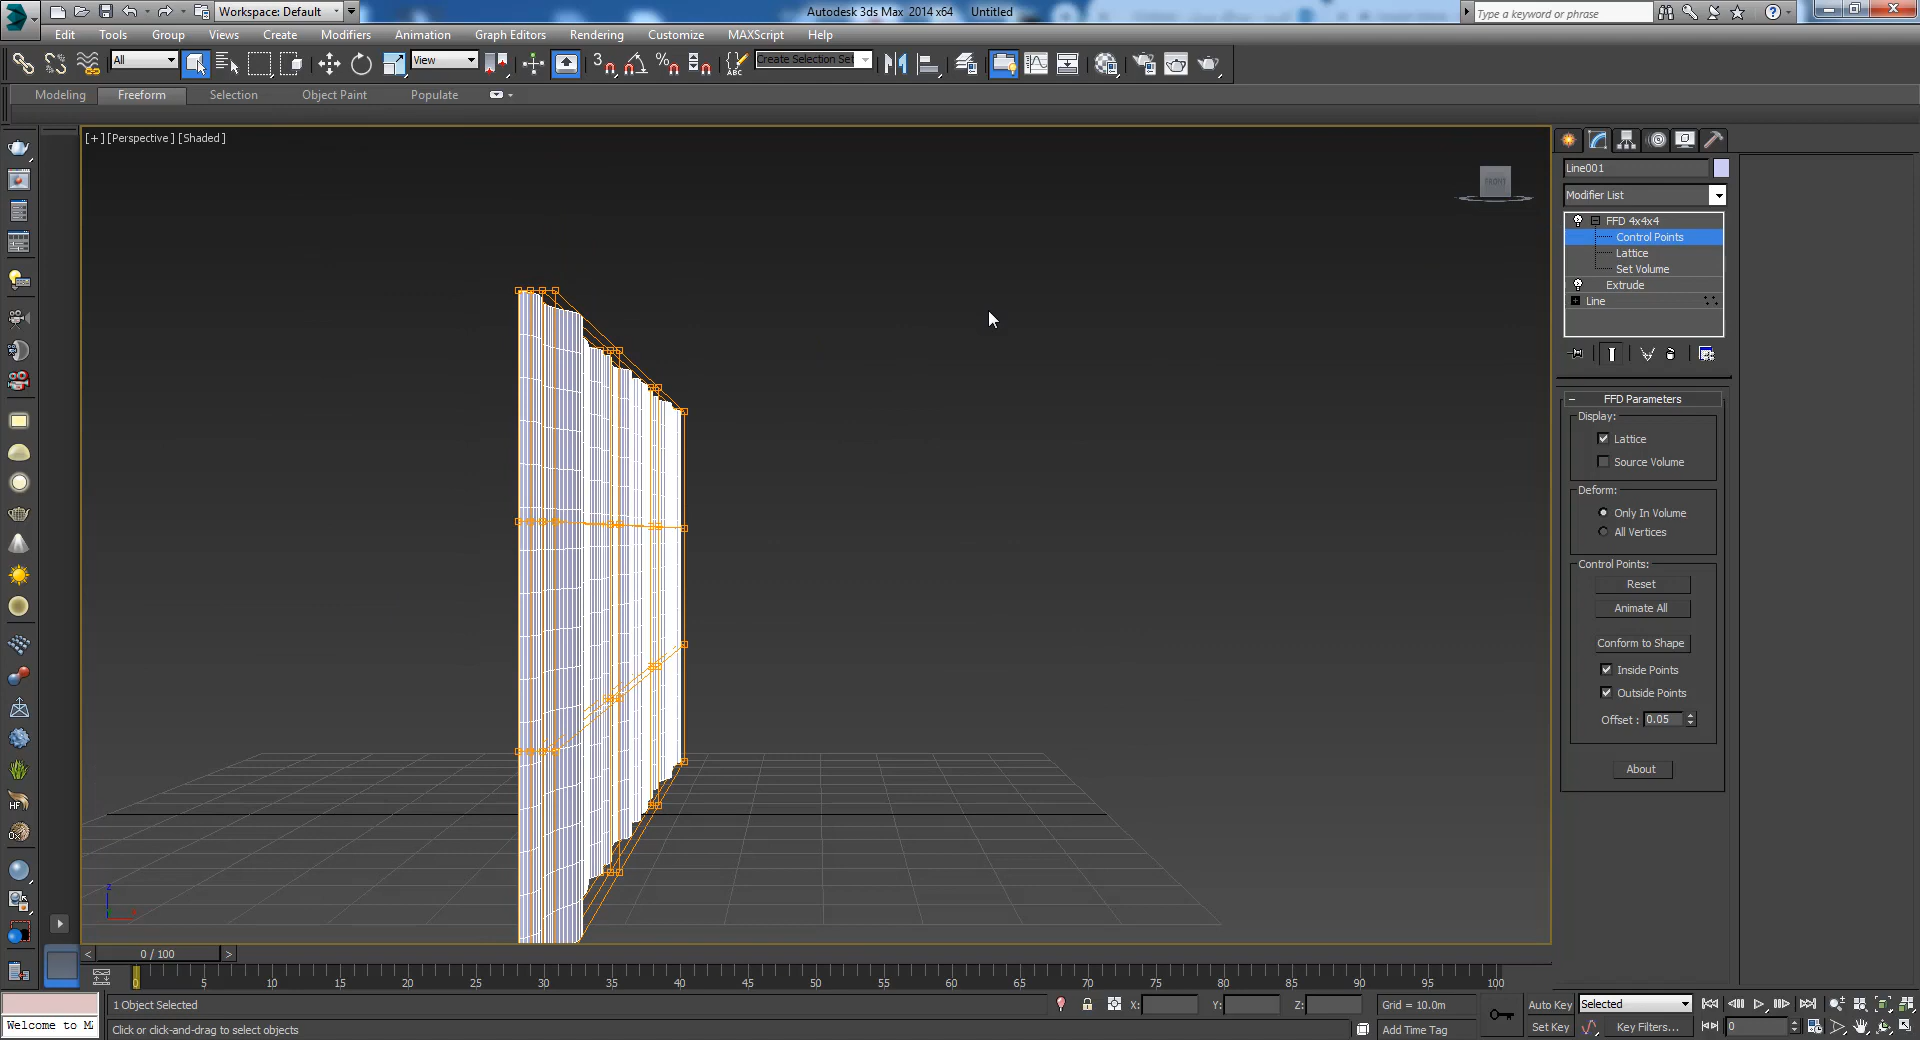 Workspace: Default
Autodesk 3ds Max 2014 x64 Untitled
Type a keyword or phrase
Edit Tools Group Views Create Modifiers Animation Graph Editors Rendering Customize MAXScript Help
All
View
Create Selection Set
Modeling Freeform Selection Object Paint Populate
[+] [Perspective] [Shaded]
FRONT
Line001
Modifier List
FFD 4x4x4
Control Points
Lattice
Set Volume
Extrude
Line
FFD Parameters
Display:
Lattice
Source Volume
Deform:
Only In Volume
All Vertices
Control Points:
Reset
Animate All
Conform to Shape
Inside Points
Outside Points
Offset : 0.05
About
0 / 100
0 5 10 15 20 25 30 35 40 45 50 55 60 65 70 75 80 85 90 95 100
1 Object Selected
X: Y: Z:
Grid = 10.0m
Auto Key
Selected
Welcome to M
Click or click-and-drag to select objects
Add Time Tag
Set Key
Key Filters...
0